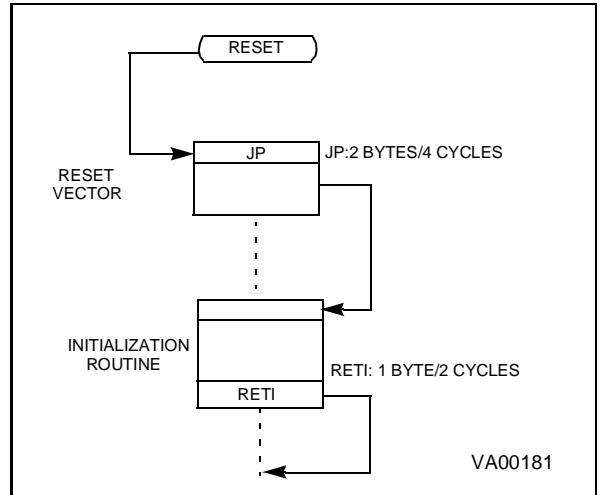 RESET
JP
JP:2 BYTES/4 CYCLES
RESET
VECTOR
INITIALIZATION
ROUTINE
RETI: 1 BYTE/2 CYCLES
RETI
VA00181